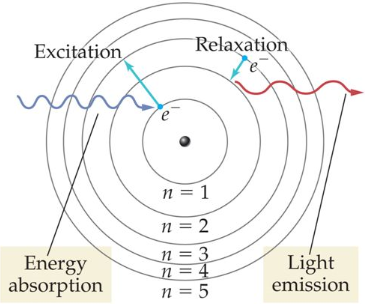 Excitation
Relaxation
e⁻
e⁻
n = 1
n = 2
n = 3
n = 4
n = 5
Energy
absorption
Light
emission